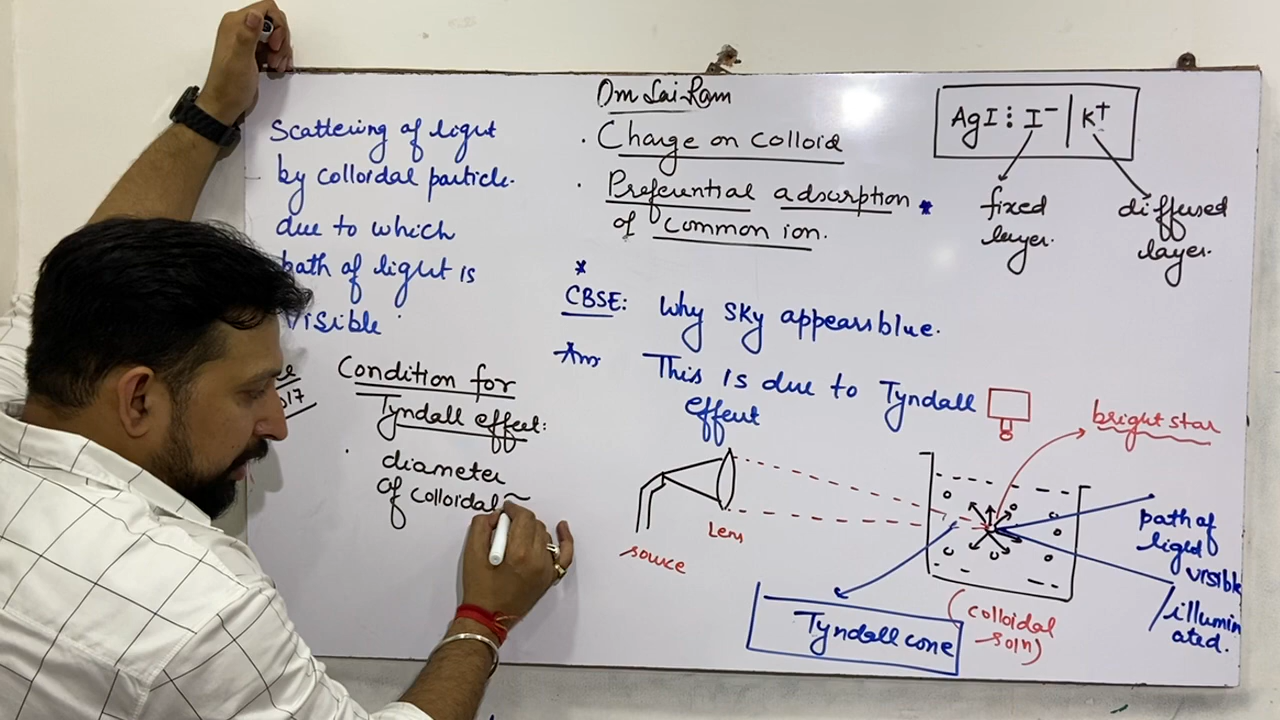 Om Sai Ram
Scattering of light
by colloidal particle.
due to which
path of light is
visible
Condition for
Tyndall effect:
diameter
of colloidal ≈
· Charge on Colloid
· Preferential adsorption *
of Common ion.
AgI ⋮ I⁻ | K⁺
fixed
layer.
diffused
layer.
*
CBSE: Why sky appears blue.
Ans This is due to Tyndall
effect
source
Lens
bright star
path of
light
visible
/illumin
ated.
Tyndall cone
(colloidal
soln)